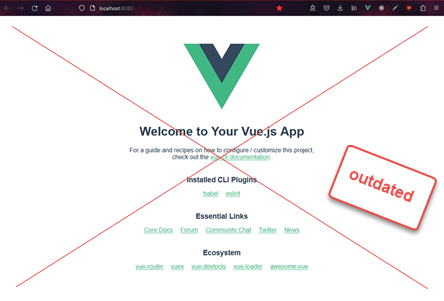 localhost:8080
Welcome to Your Vue.js App
For a guide and recipes on how to configure / customize this project,
check out the vue-cli documentation.
Installed CLI Plugins
babel eslint
Essential Links
Core Docs Forum Community Chat Twitter News
Ecosystem
vue-router vuex vue-devtools vue-loader awesome-vue
outdated